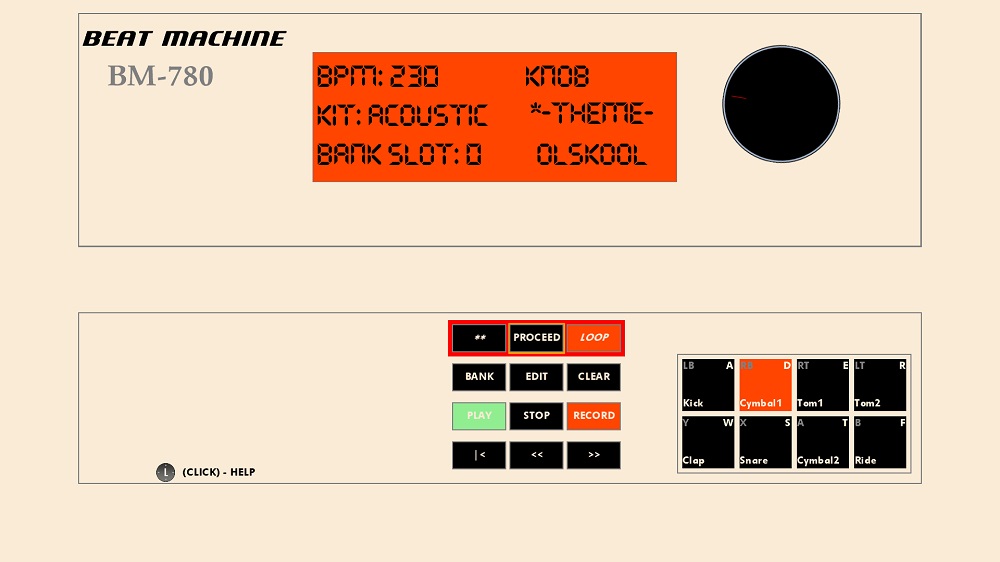 BEAT MACHINE
BM-780
BPM: 230 KNOB
KIT: ACOUSTIC *-THEME-
BANK SLOT: 0 OLSKOOL
** PROCEED LOOP
BANK EDIT CLEAR
PLAY STOP RECORD
|< << >>
LB A RB D RT E LT R
Kick Cymbal1 Tom1 Tom2
Y W X S A T B F
Clap Snare Cymbal2 Ride
L (CLICK) - HELP